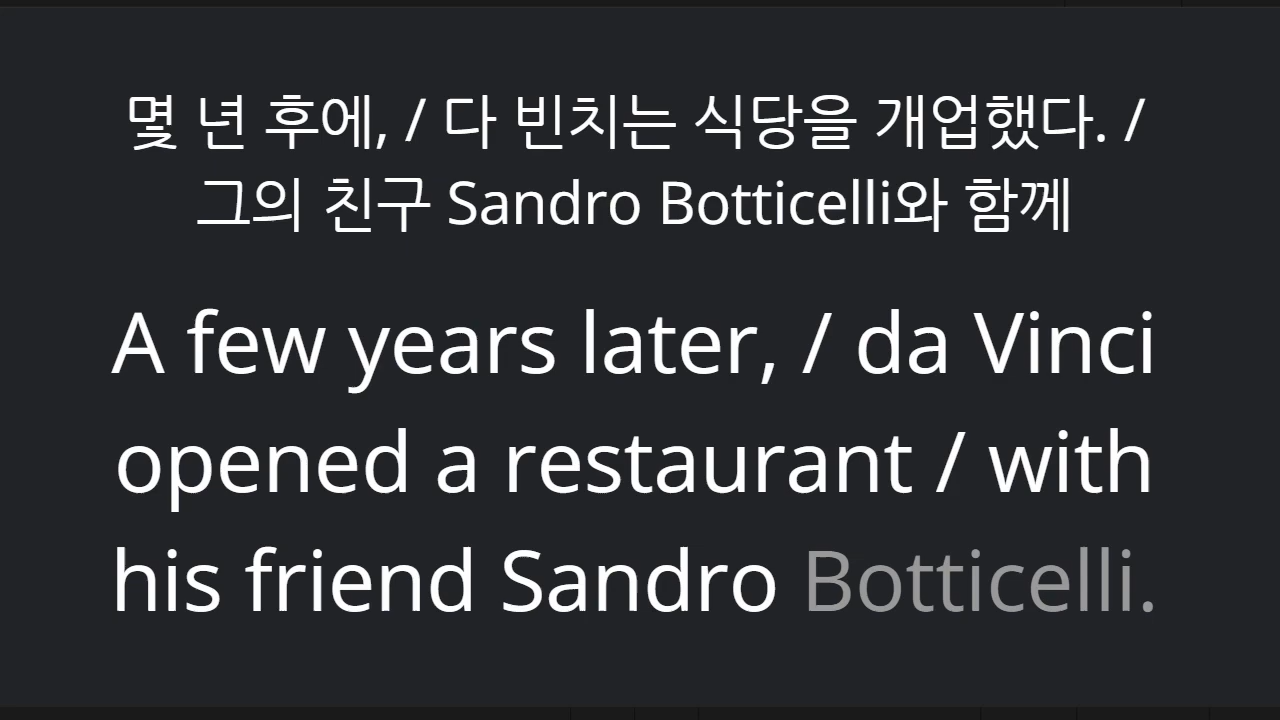 몇 년 후에, / 다 빈치는 식당을 개업했다. /
그의 친구 Sandro Botticelli와 함께
A few years later, / da Vinci
opened a restaurant / with
his friend Sandro Botticelli.